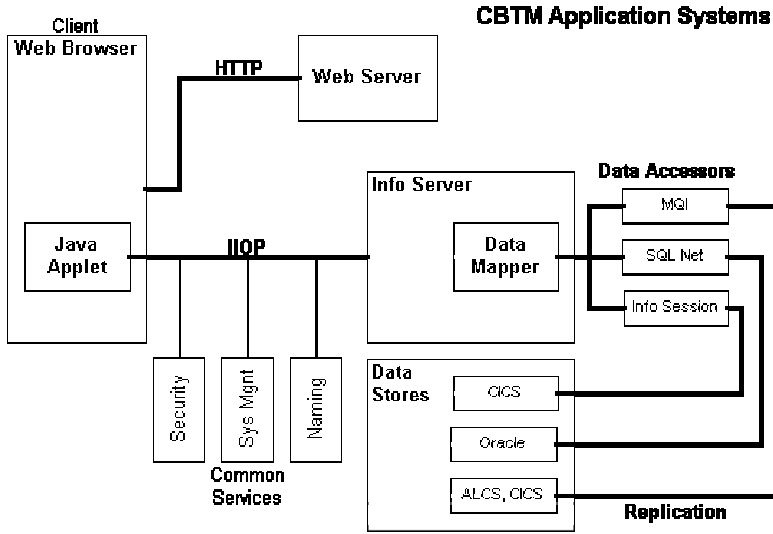 CBTM Application Systems
Client
Web Browser
HTTP
Web Server
Info Server
Data Accessors
MQI
Java
Applet
IIOP
Data
Mapper
SQL Net
Info Session
Security
Sys Mgnt
Naming
Data
Stores
CICS
Oracle
ALCS, CICS
Common
Services
Replication